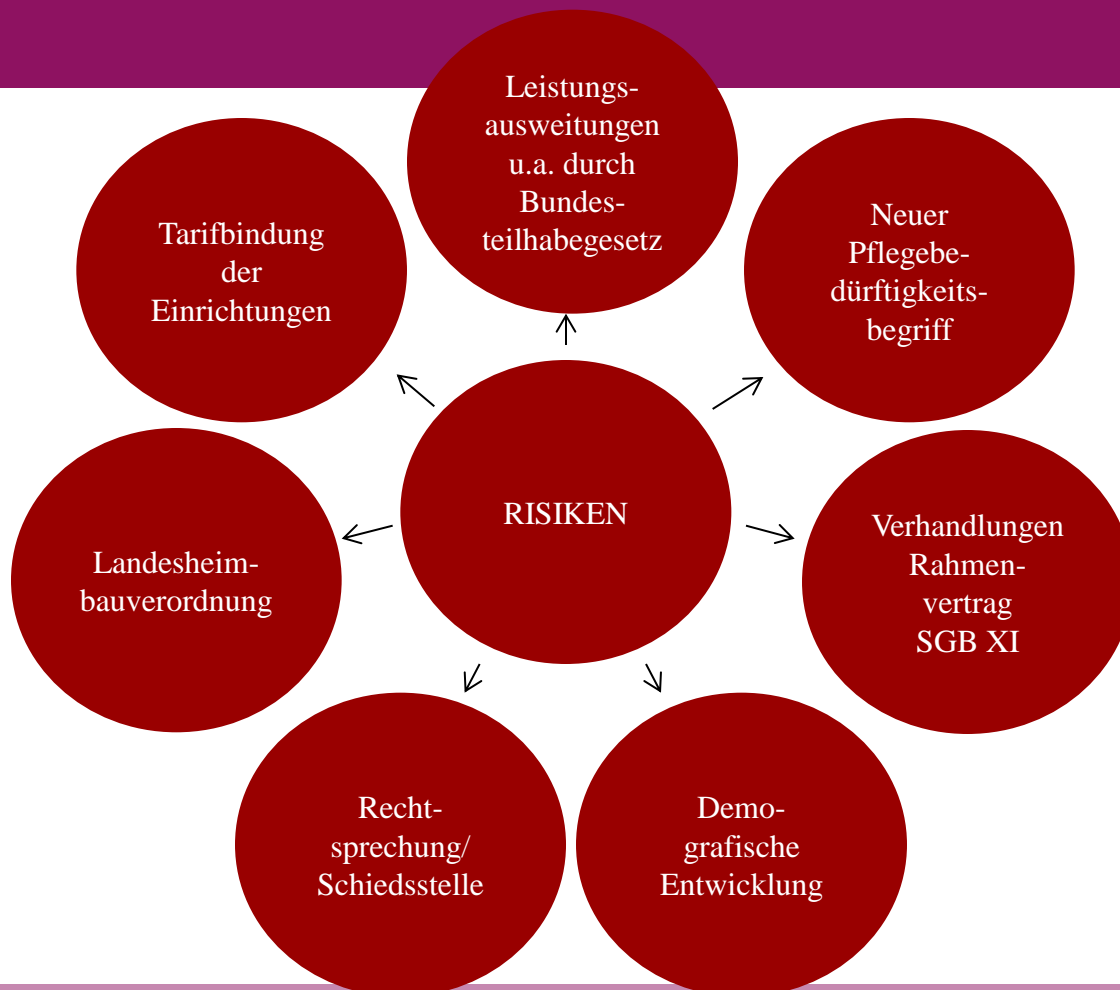 Leistungs-
ausweitungen
u.a. durch
Bundes-
teilhabegesetz
Tarifbindung
der
Einrichtungen
Neuer
Pflegebe-
dürftigkeits-
begriff
RISIKEN
Landesheim-
bauverordnung
Verhandlungen
Rahmen-
vertrag
SGB XI
Recht-
sprechung/
Schiedsstelle
Demo-
grafische
Entwicklung